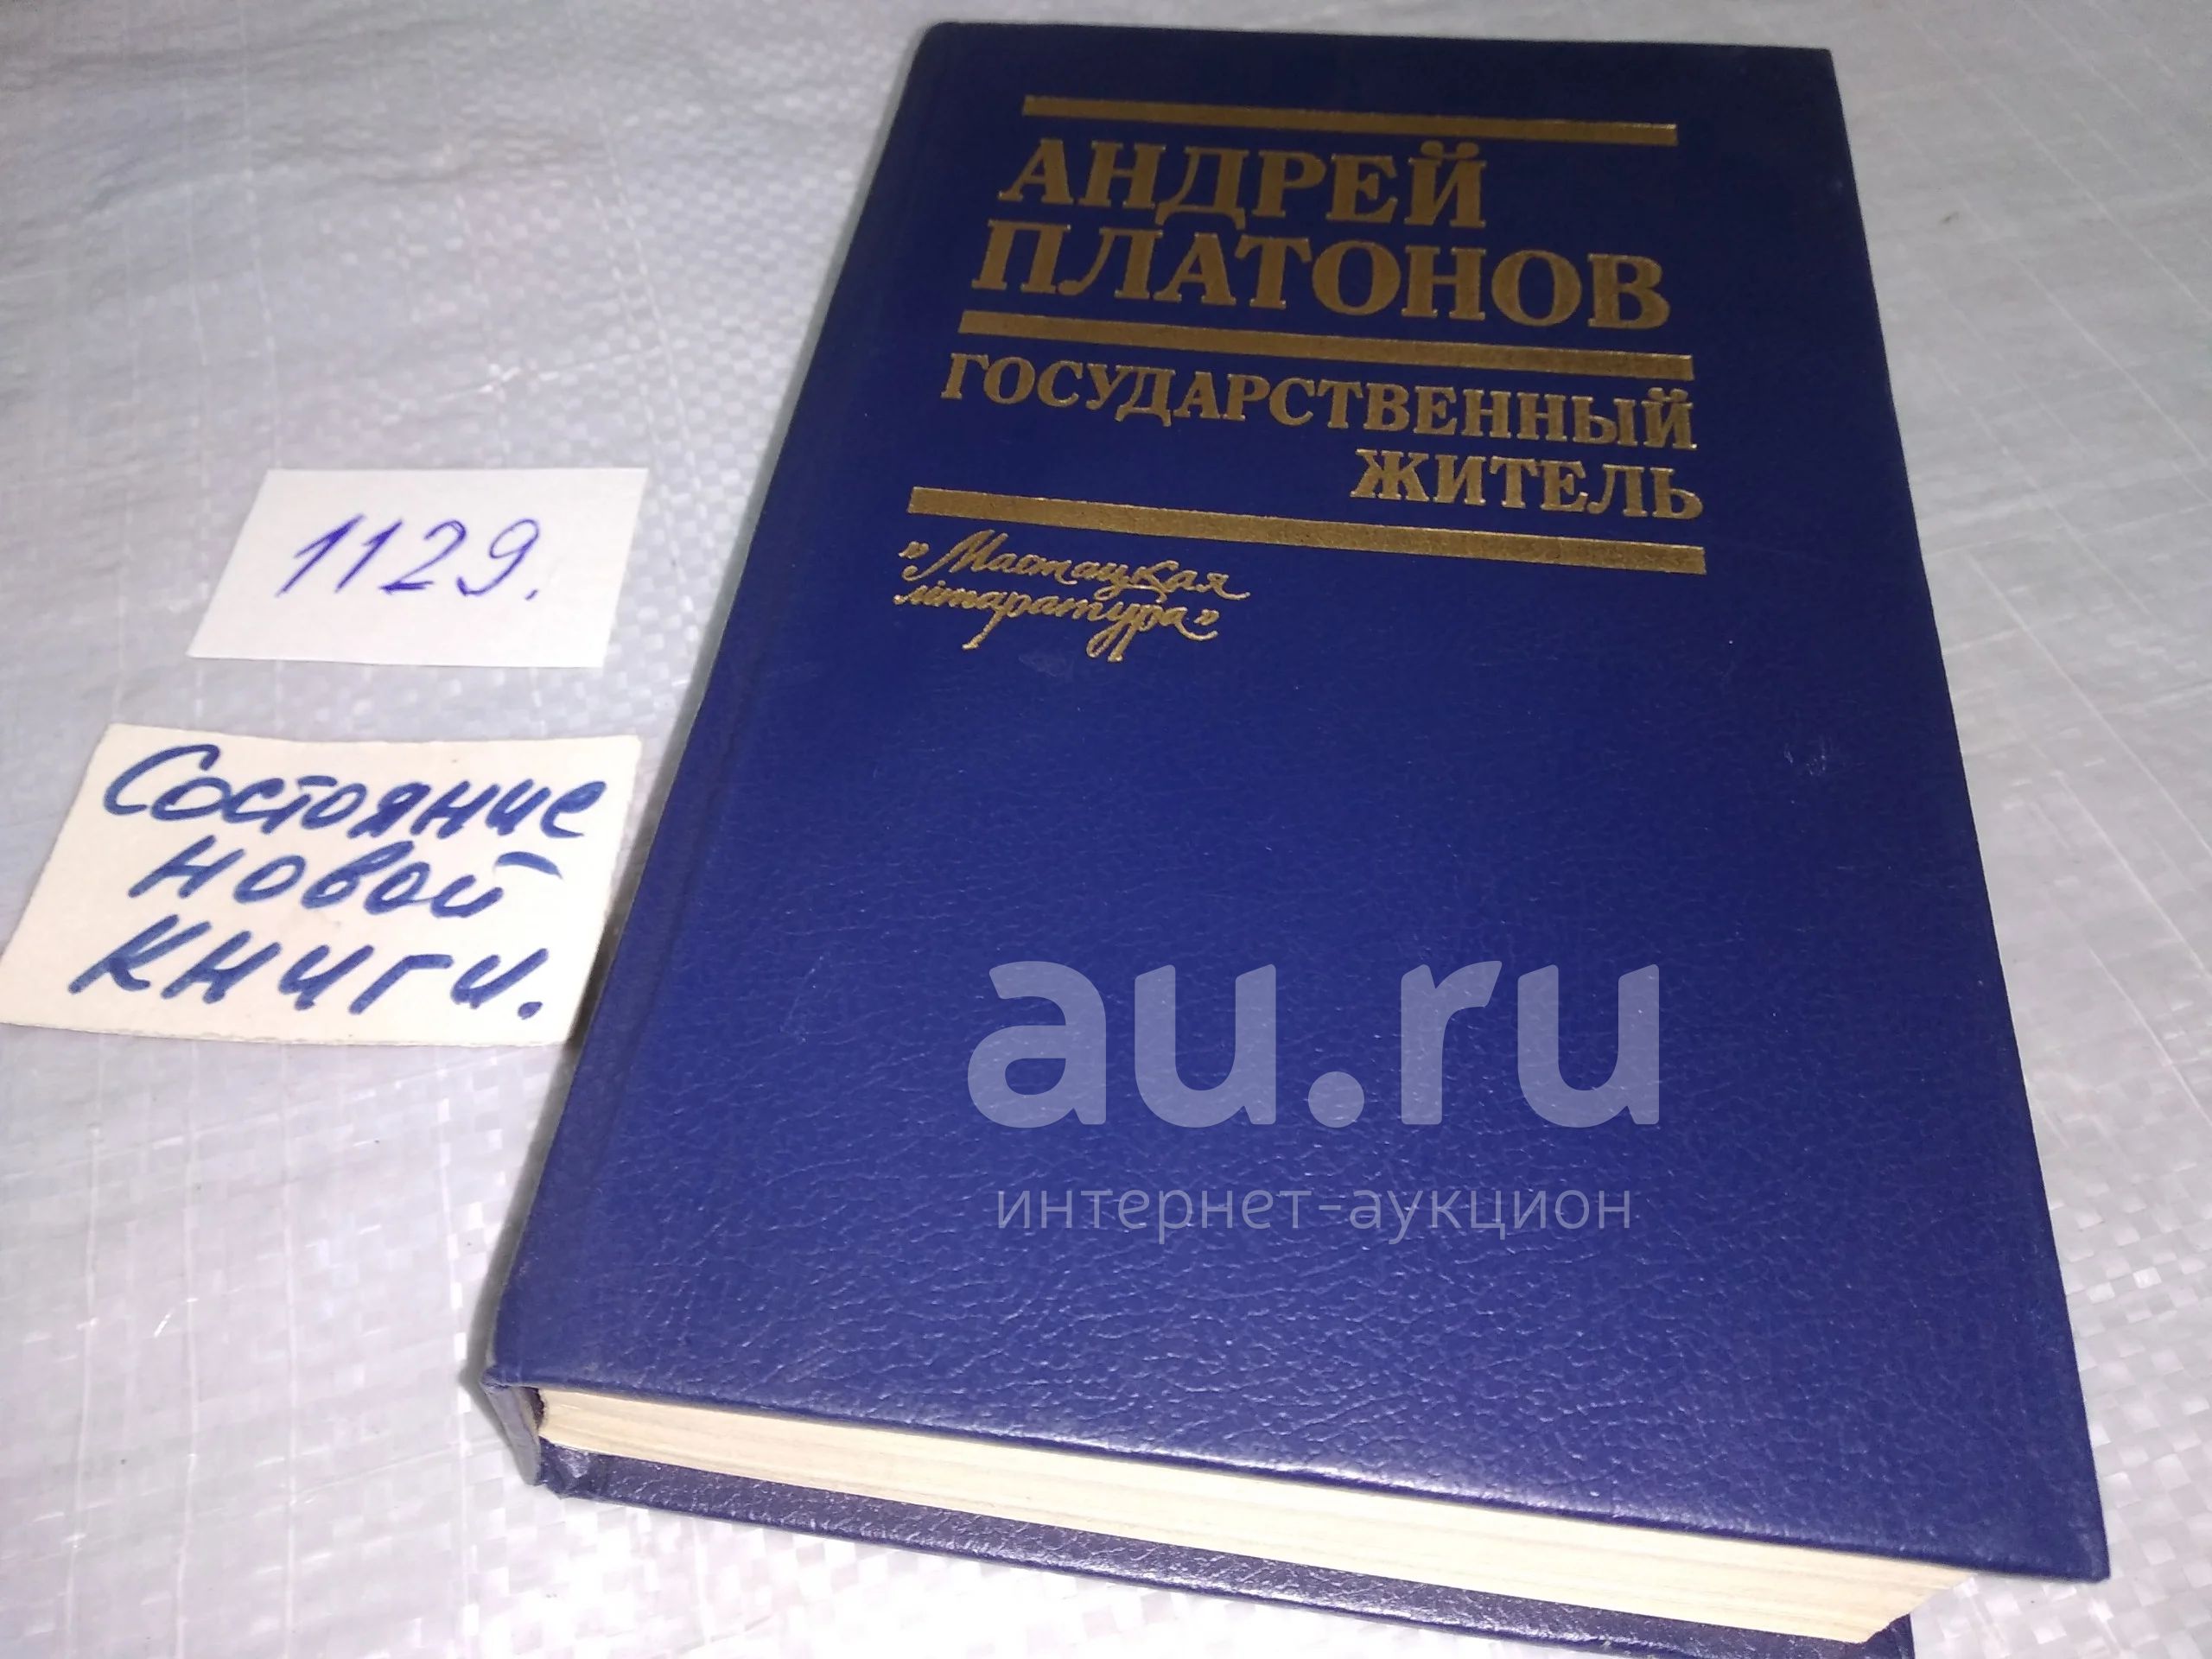 АНДРЕЙ
ПЛАТОНОВ
ГОСУДАРСТВЕННЫЙ
ЖИТЕЛЬ
„Мастацкая
літаратура”
1129.
Состояние
новой
книги.
au.ru
интернет-аукцион